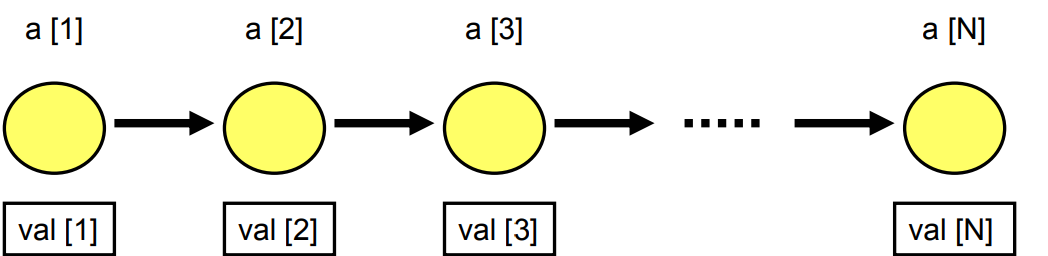 a [1] a [2] a [3] a [N]
val [1] val [2] val [3] val [N]